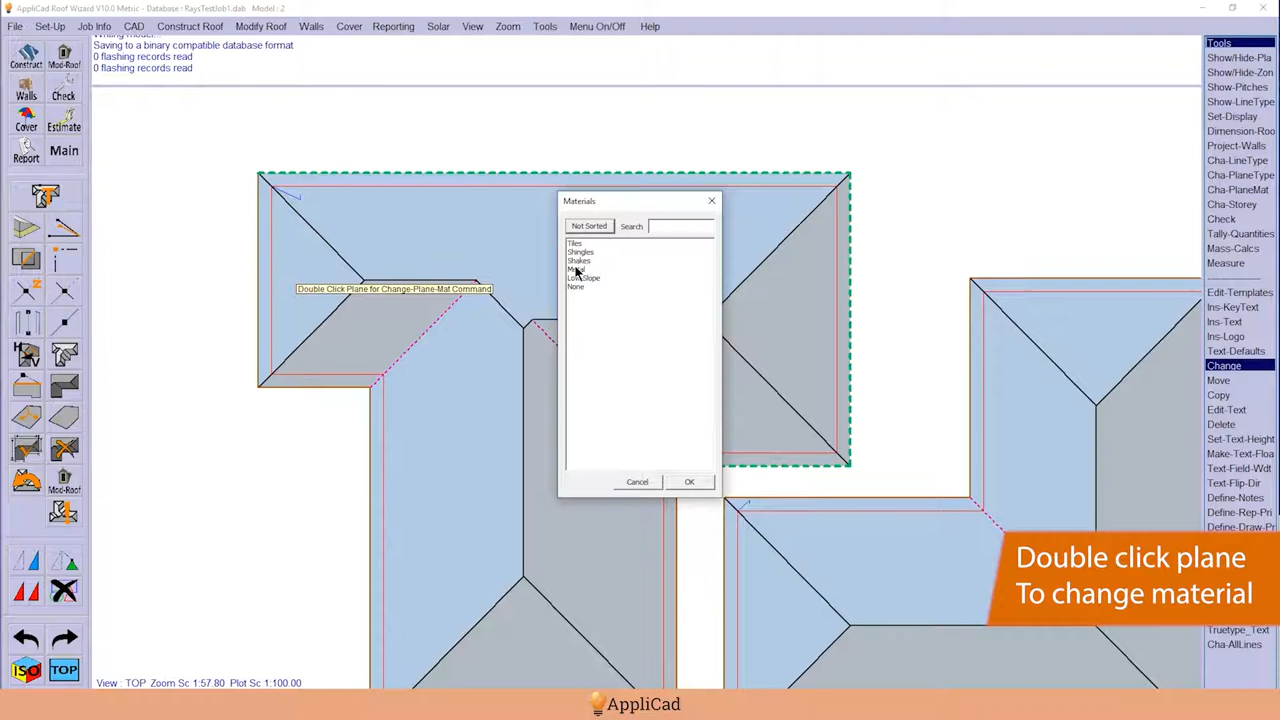 AppliCad Roof Wizard V10.0 Metric - Database : RaysTestJob1.dab Model : 2
File Set-Up Job Info CAD Construct Roof Modify Roof Walls Cover Reporting Solar View Zoom Tools Menu On/Off Help
Saving to a binary compatible database format
0 flashing records read
0 flashing records read
Construct Mod-Roof
Walls Check
Cover Estimate
Report Main
Mod-Roof
ISO TOP
Materials
Not Sorted Search
Tiles
Shingles
Shakes
Low Slope
None
Cancel OK
Double Click Plane for Change-Plane-Mat Command
Tools
Show/Hide-Pla
Show/Hide-Zon
Show-Pitches
Show-LineType
Set-Display
Dimension-Roo
Project-Walls
Cha-LineType
Cha-PlaneType
Cha-PlaneMat
Cha-Storey
Check
Tally-Quantities
Mass-Calcs
Measure
Edit-Templates
Ins-KeyText
Ins-Text
Ins-Logo
Text-Defaults
Change
Move
Copy
Edit-Text
Delete
Set-Text-Height
Make-Text-Floa
Text-Field-Wdt
Text-Flip-Dir
Define-Notes
Define-Rep-Pri
Define-Draw-Pr
Truetype_Text
Cha-AllLines
Double click plane
To change material
View : TOP Zoom Sc 1:57.80 Plot Sc 1:100.00
AppliCad